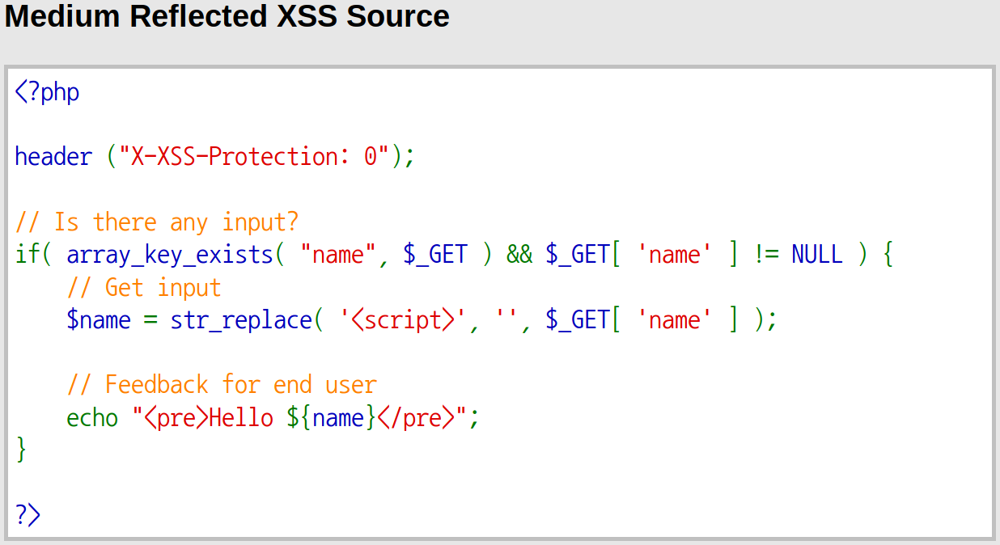 Medium Reflected XSS Source
<?php
header ("X-XSS-Protection: 0");
// Is there any input?
if( array_key_exists( "name", $_GET ) && $_GET[ 'name' ] != NULL ) {
// Get input
$name = str_replace( '<script>', '', $_GET[ 'name' ] );
// Feedback for end user
echo "<pre>Hello ${name}</pre>";
}
?>